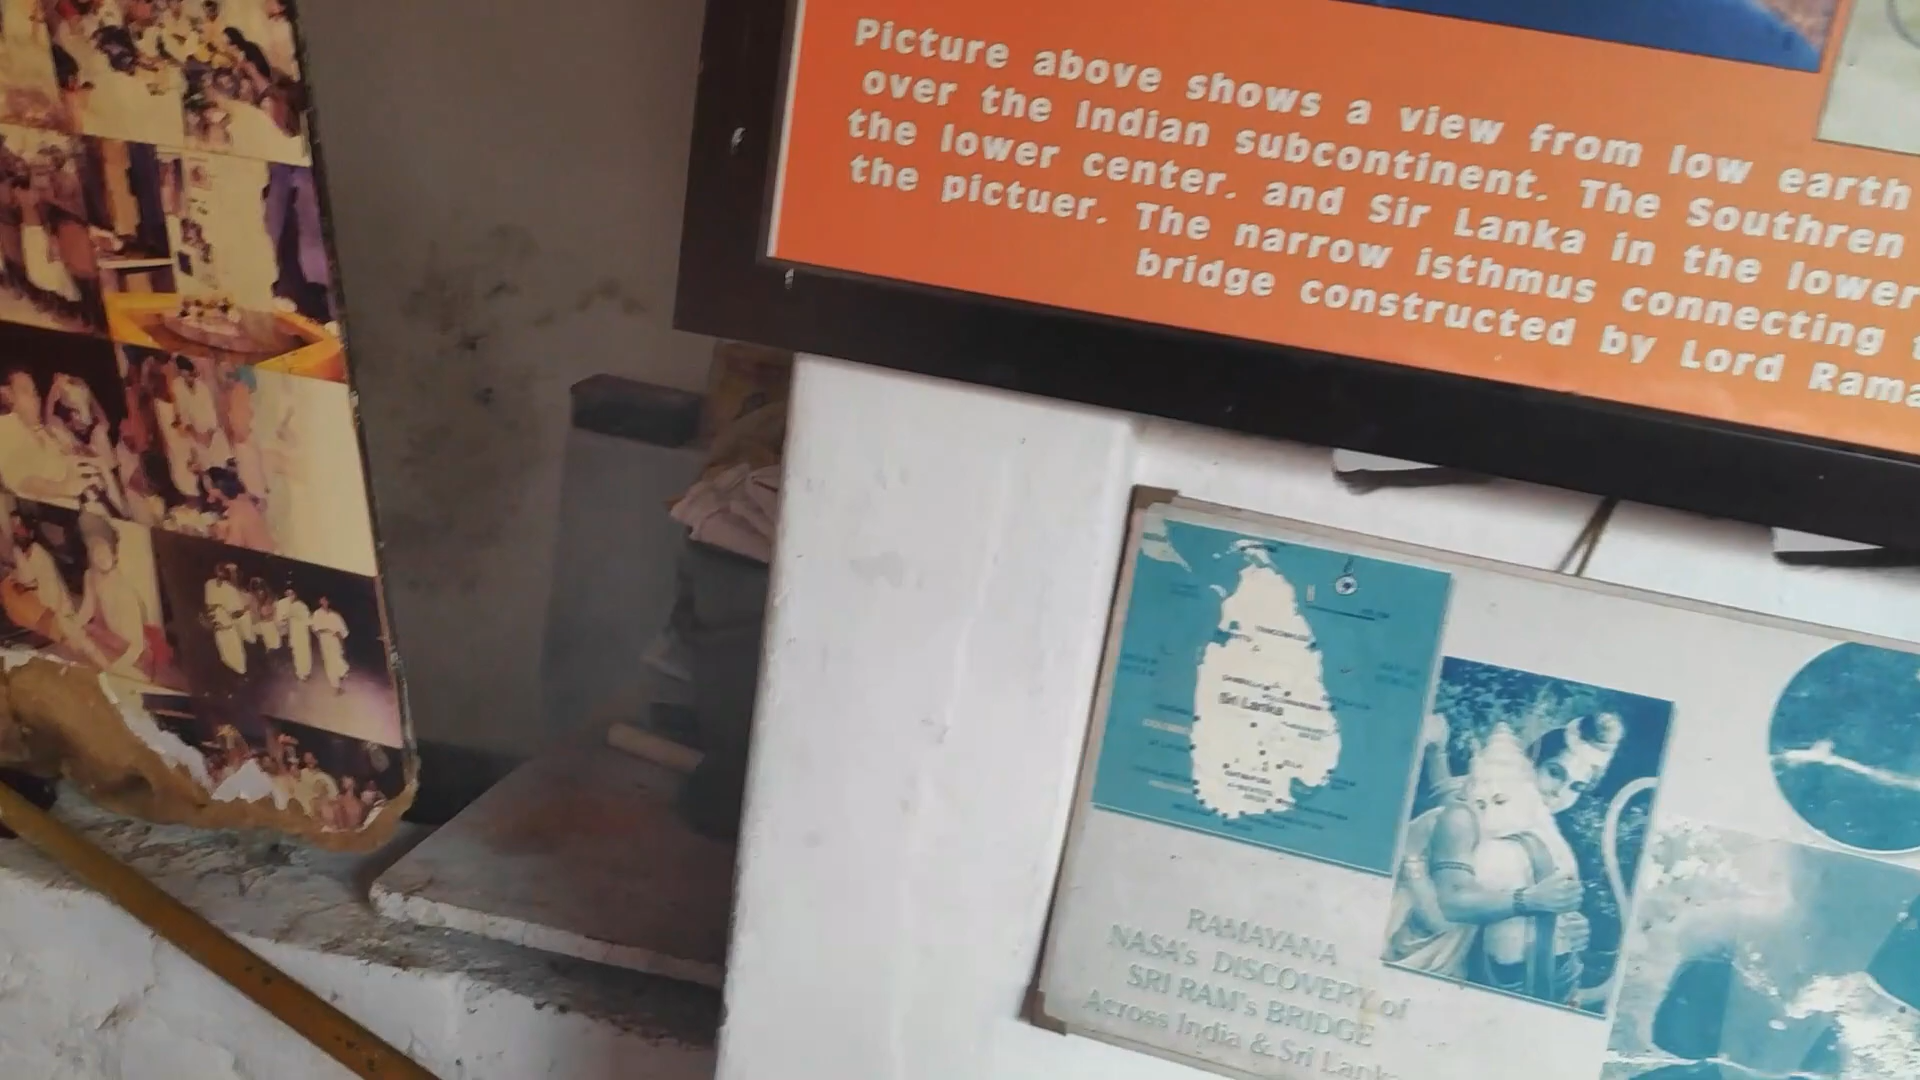 Picture above shows a view from low earth
over the Indian subcontinent. The Southren
the lower center. and Sir Lanka in the lower
the pictuer. The narrow isthmus connecting
bridge constructed by Lord Rama
Sri Lanka
RAMAYANA
NASA's DISCOVERY of
SRI RAM's BRIDGE
Across India & Sri Lanka